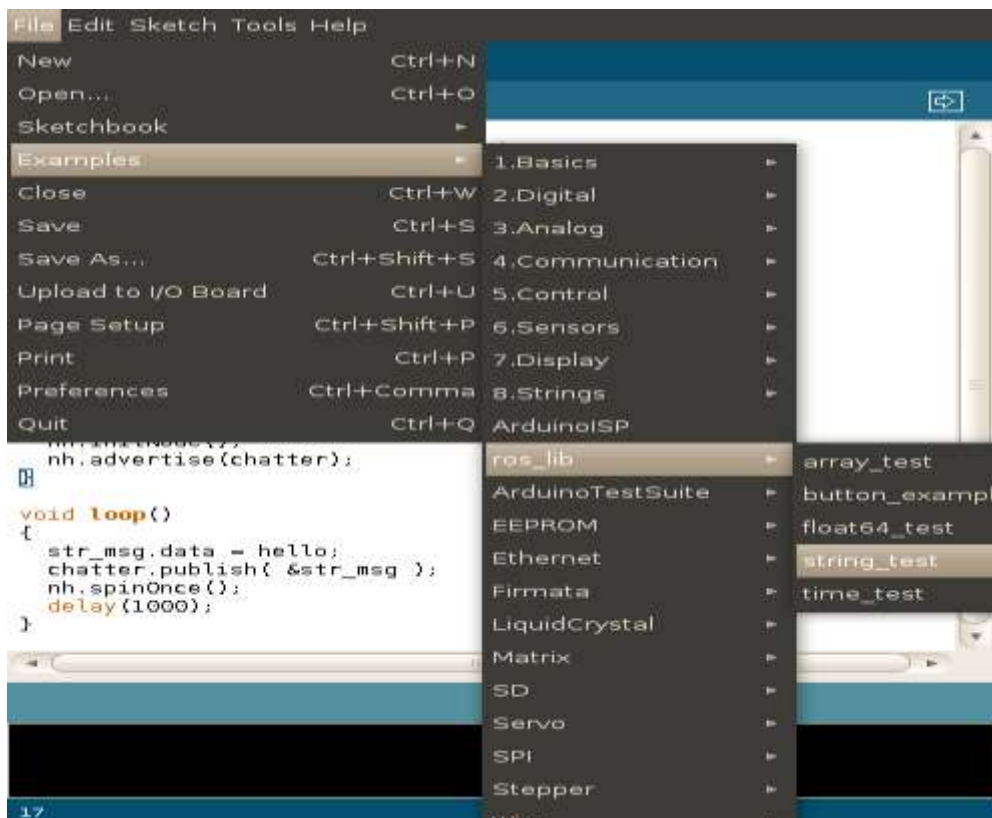 File Edit Sketch Tools Help
New Ctrl+N
Open... Ctrl+O
Sketchbook
Examples
Close Ctrl+W
Save Ctrl+S
Save As... Ctrl+Shift+S
Upload to I/O Board Ctrl+U
Page Setup Ctrl+Shift+P
Print Ctrl+P
Preferences Ctrl+Comma
Quit Ctrl+Q
1.Basics
2.Digital
3.Analog
4.Communication
5.Control
6.Sensors
7.Display
8.Strings
ArduinoISP
ros_lib
ArduinoTestSuite
EEPROM
Ethernet
Firmata
LiquidCrystal
Matrix
SD
Servo
SPI
Stepper
array_test
button_exampl
float64_test
string_test
time_test
nh.advertise(chatter);
}
void loop()
{
str_msg.data = hello;
chatter.publish( &str_msg );
nh.spinOnce();
delay(1000);
}
17